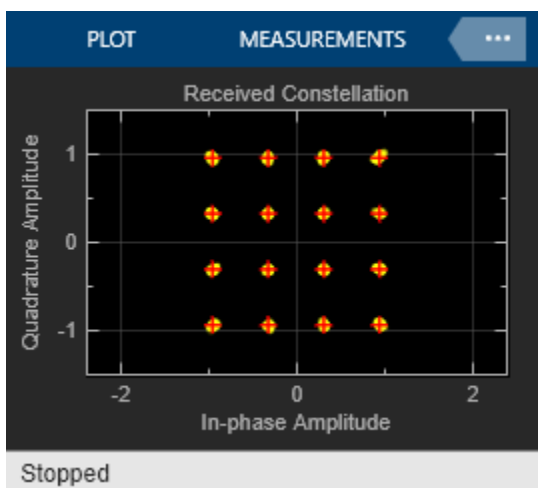 PLOT MEASUREMENTS ...
Received Constellation
Quadrature Amplitude
1
0
-1
-2 0 2
In-phase Amplitude
Stopped